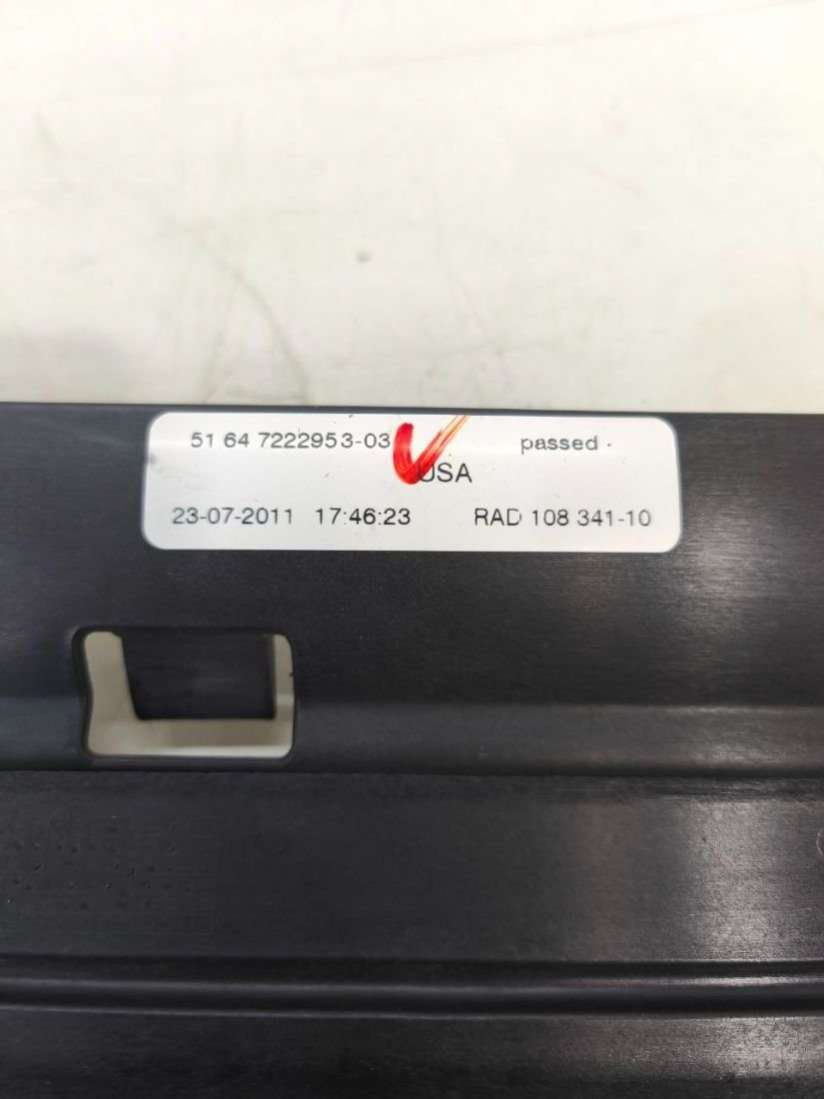 51 64 7222953-03 passed
USA
23-07-2011 17:46:23 RAD 108 341-10